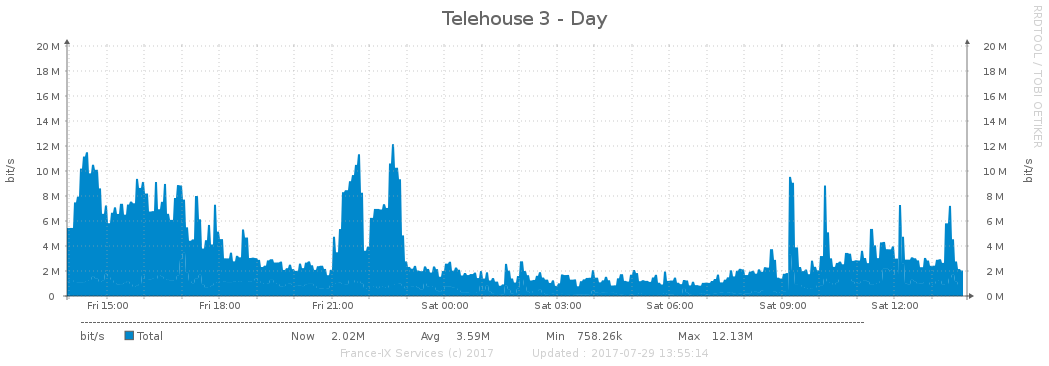 Telehouse 3 - Day
RRDTOOL / TOBI OETIKER
bit/s
bit/s
20 M 20 M
18 M 18 M
16 M 16 M
14 M 14 M
12 M 12 M
10 M 10 M
8 M 8 M
6 M 6 M
4 M 4 M
2 M 2 M
0 0 M
Fri 15:00 Fri 18:00 Fri 21:00 Sat 00:00 Sat 03:00 Sat 06:00 Sat 09:00 Sat 12:00
bit/s Total Now 2.02M Avg 3.59M Min 758.26k Max 12.13M
France-IX Services (c) 2017 Updated : 2017-07-29 13:55:14